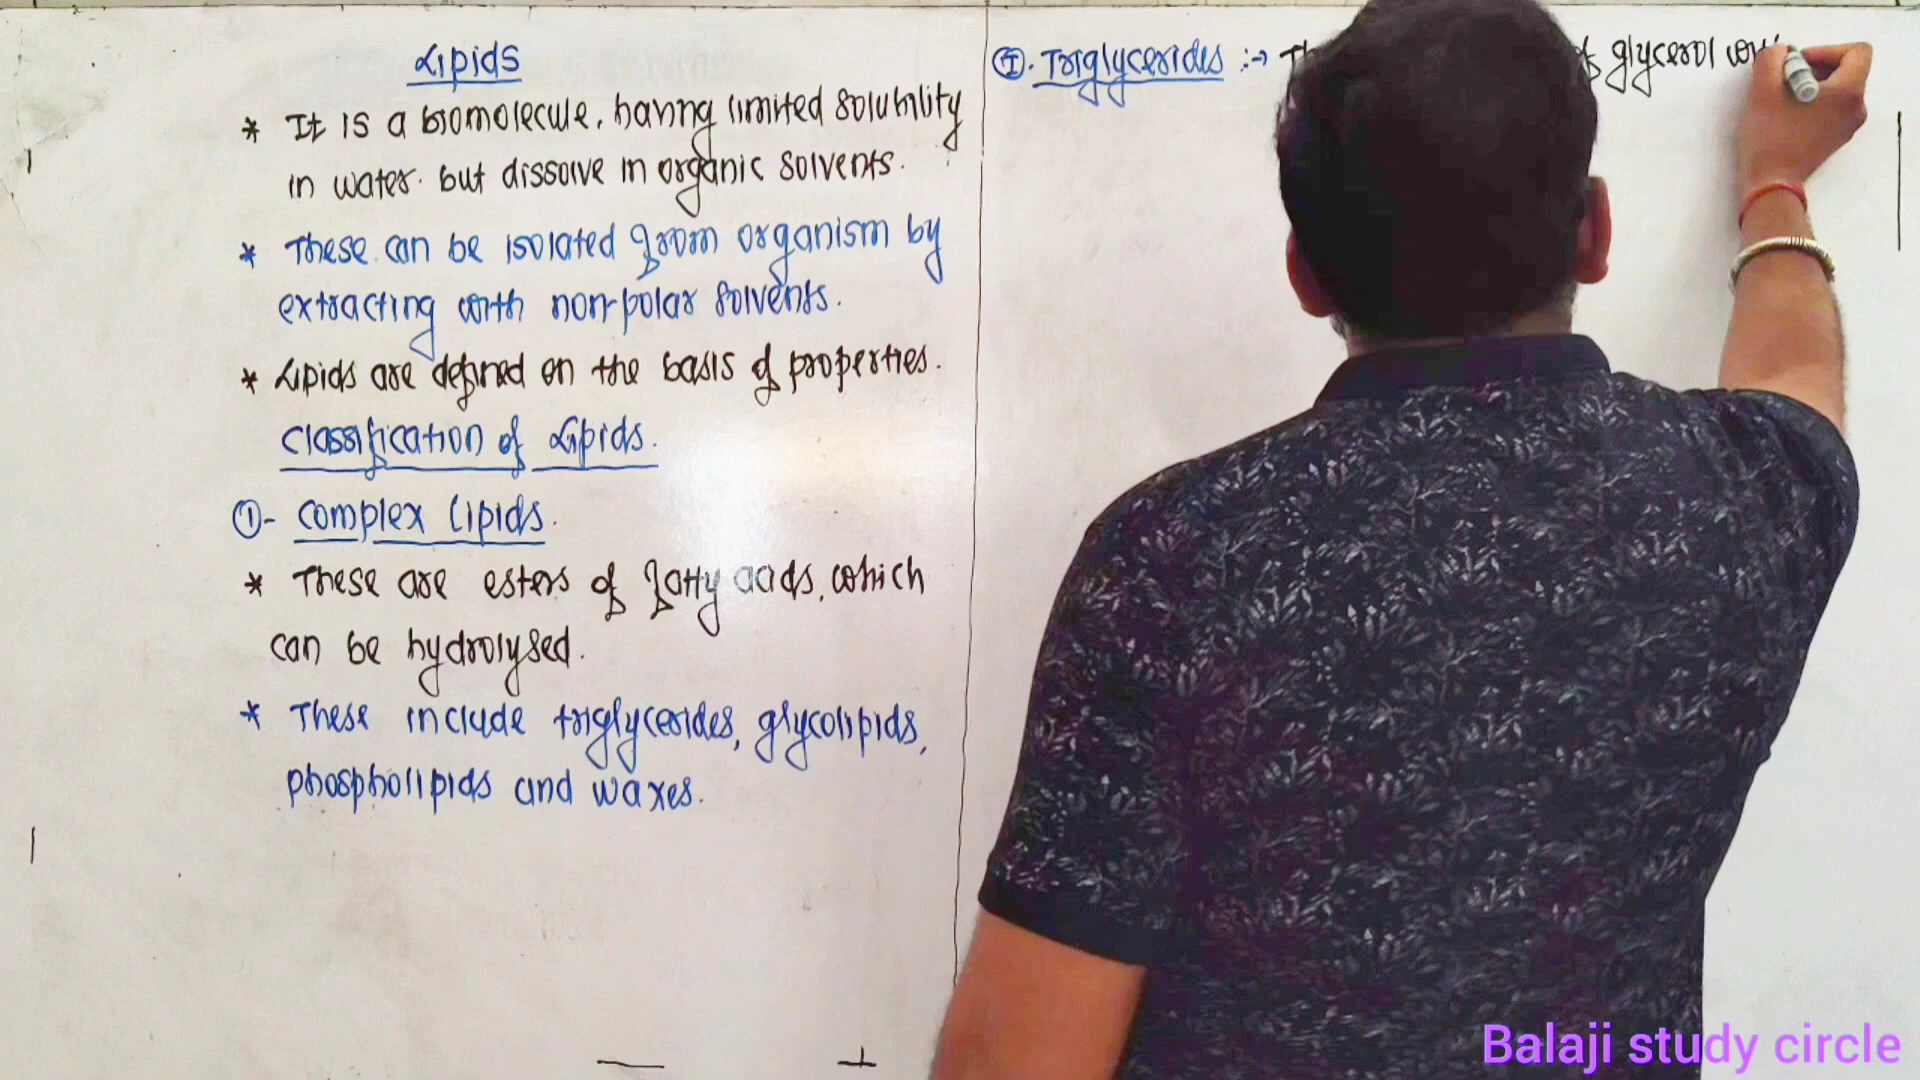 Lipids
* It is a biomolecule, having limited solubility
in water. but dissolve in organic solvents.
* These can be isolated from organism by
extracting with non-polar solvents.
* Lipids are defined on the basis of properties.
Classification of Lipids.
①- Complex Lipids.
* These are esters of fatty acids, which
can be hydrolysed.
* These include triglycerides, glycolipids,
phospholipids and waxes.
Ⓘ. Triglycerides :→ of glycerol
Balaji study circle